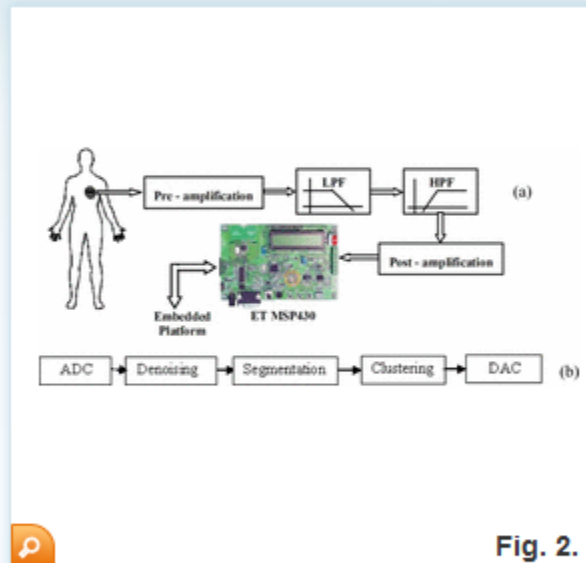 LPF
HPF
(a)
Pre - amplification
Post - amplification
Embedded
Platform
ET MSP430
ADC
Denoising
Segmentation
Clustering
DAC
(b)
Fig. 2.